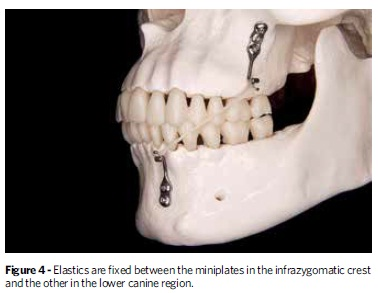 Figure 4 - Elastics are fixed between the miniplates in the infrazygomatic crest
and the other in the lower canine region.